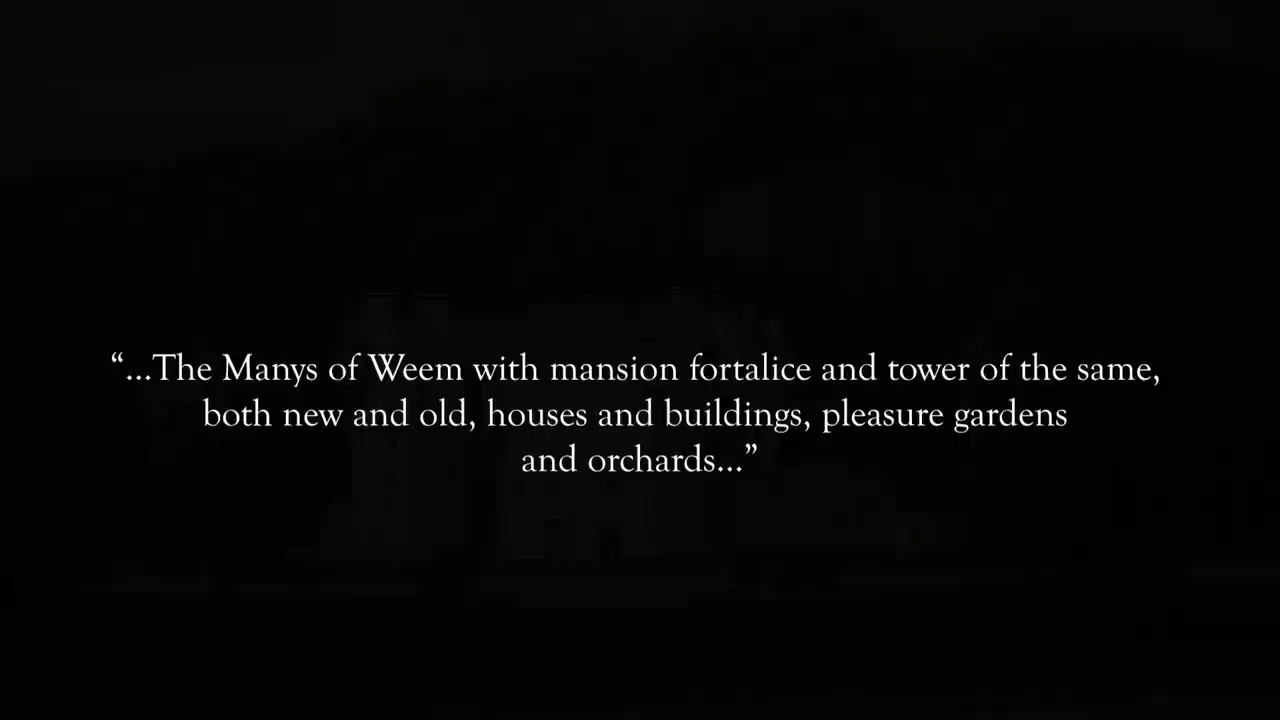 “...The Manys of Weem with mansion fortalice and tower of the same,
both new and old, houses and buildings, pleasure gardens
and orchards...”